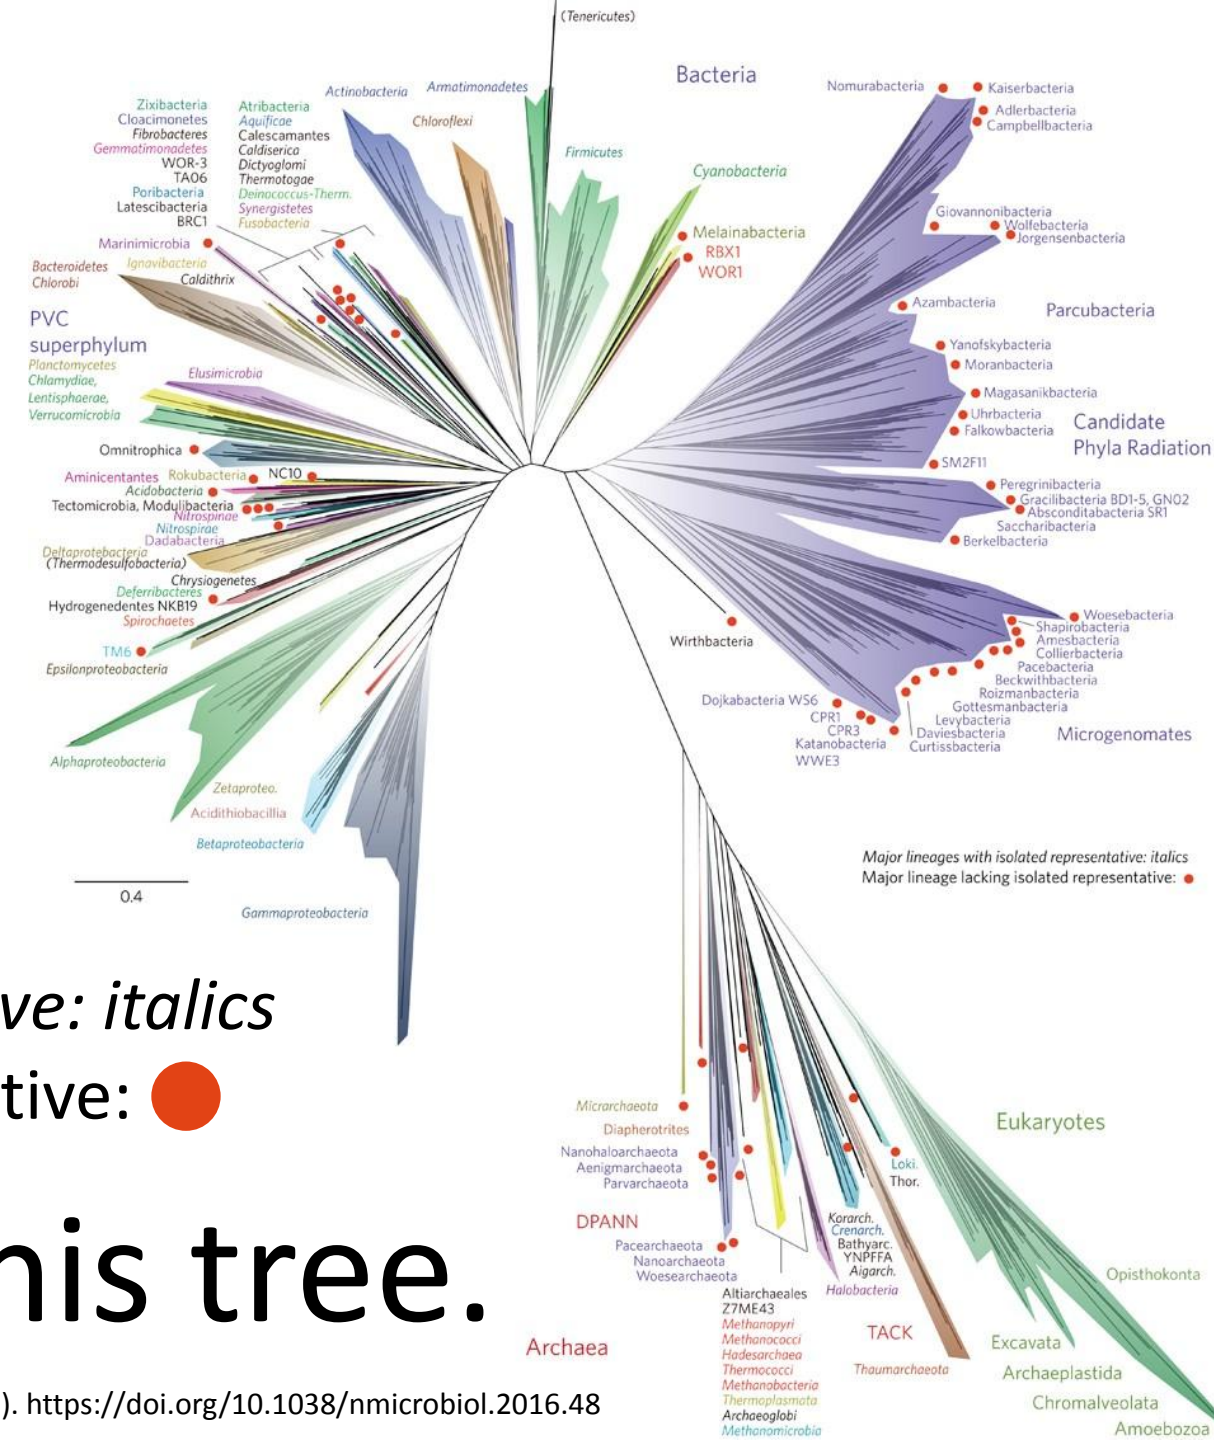 (Tenericutes)
Bacteria
Actinobacteria
Armatimonadetes
Nomurabacteria
Kaiserbacteria
Adlerbacteria
Campbellbacteria
Zixibacteria
Cloacimonetes
Fibrobacteres
Gemmatimonadetes
WOR-3
TA06
Poribacteria
Latescibacteria
BRC1
Atribacteria
Aquificae
Calescamantes
Caldiserica
Dictyoglomi
Thermotogae
Deinococcus-Therm.
Synergistetes
Fusobacteria
Chloroflexi
Firmicutes
Cyanobacteria
Giovannonibacteria
Wolfebacteria
Jorgensenbacteria
Melainabacteria
RBX1
WOR1
Marinimicrobia
Bacteroidetes
Chlorobi
Ignavibacteria
Caldithrix
Azambacteria
Parcubacteria
PVC
superphylum
Planctomycetes
Chlamydiae,
Lentisphaerae,
Verrucomicrobia
Elusimicrobia
Yanofskybacteria
Moranbacteria
Magasanikbacteria
Uhrbacteria
Falkowbacteria
Candidate
Phyla Radiation
SM2F11
Omnitrophica
Aminicentantes
Rokubacteria
NC10
Acidobacteria
Tectomicrobia, Modulibacteria
Nitrospinae
Nitrospirae
Dadabacteria
Deltaprotebacteria
(Thermodesulfobacteria)
Chrysiogenetes
Deferribacteres
Hydrogenedentes NKB19
Spirochaetes
TM6
Epsilonproteobacteria
Peregrinibacteria
Gracilibacteria BD1-5, GN02
Absconditabacteria SR1
Saccharibacteria
Berkelbacteria
Woesebacteria
Shapirobacteria
Amesbacteria
Collierbacteria
Pacebacteria
Beckwithbacteria
Roizmanbacteria
Gottesmanbacteria
Levybacteria
Daviesbacteria
Curtissbacteria
Microgenomates
Wirthbacteria
Dojkabacteria WS6
CPR1
CPR3
Katanobacteria
WWE3
Alphaproteobacteria
Zetaproteo.
Acidithiobacillia
Betaproteobacteria
Gammaproteobacteria
0.4
Major lineages with isolated representative: italics
Major lineage lacking isolated representative:
ve: italics
tive:
nis tree.
Micrarchaeota
Diapherotrites
Nanohaloarchaeota
Aenigmarchaeota
Parvarchaeota
DPANN
Pacearchaeota
Nanoarchaeota
Woesearchaeota
Archaea
Altiarchaeales
Z7ME43
Methanopyri
Methanococci
Hadesarchaea
Thermococci
Methanobacteria
Thermoplasmata
Archaeoglobi
Methanomicrobia
Halobacteria
Korarch.
Crenarch.
Bathyarc.
YNPFFA
Aigarch.
Loki.
Thor.
TACK
Thaumarchaeota
Eukaryotes
Opisthokonta
Excavata
Archaeplastida
Chromalveolata
Amoebozoa
). https://doi.org/10.1038/nmicrobiol.2016.48